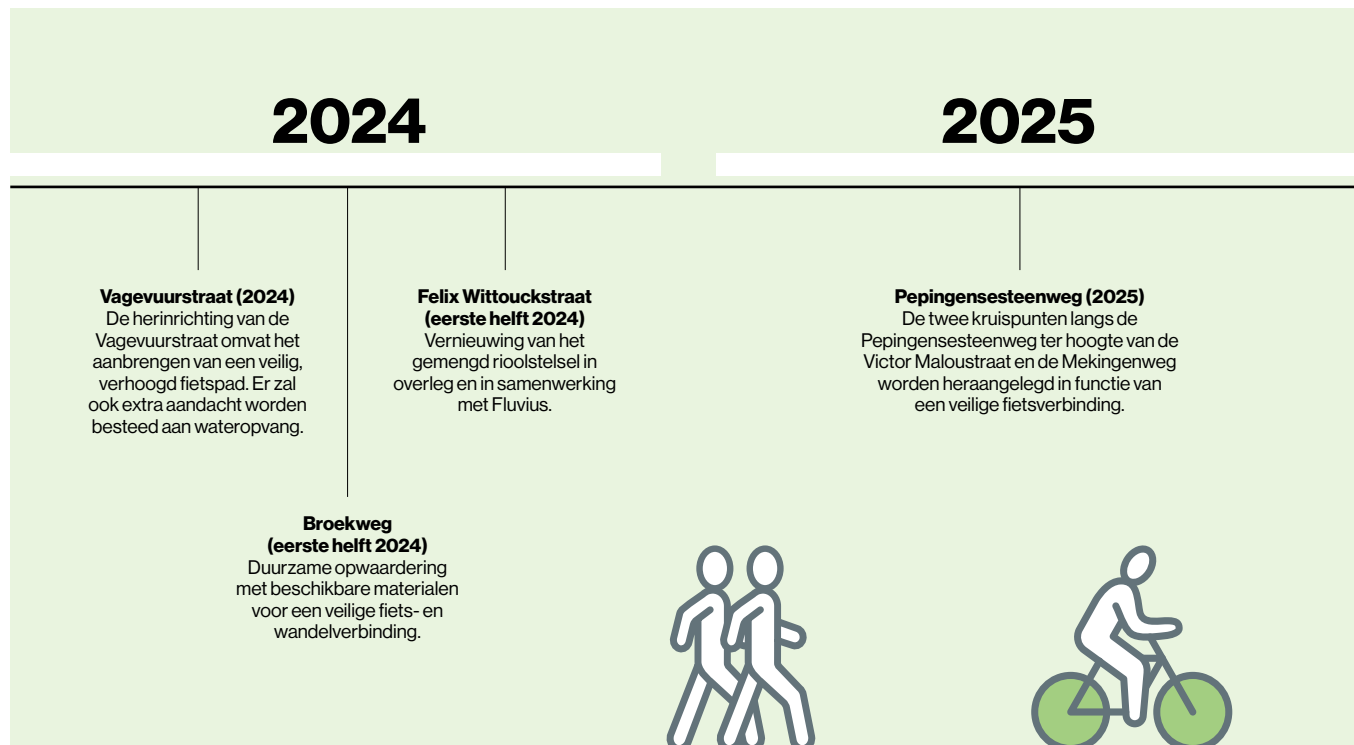 2024
2025
Vagevuurstraat (2024)
De herinrichting van de
Vagevuurstraat omvat het
aanbrengen van een veilig,
verhoogd fietspad. Er zal
ook extra aandacht worden
besteed aan wateropvang.
Broekweg
(eerste helft 2024)
Duurzame opwaardering
met beschikbare materialen
voor een veilige fiets- en
wandelverbinding.
Felix Wittouckstraat
(eerste helft 2024)
Vernieuwing van het
gemengd rioolstelsel in
overleg en in samenwerking
met Fluvius.
Pepingensesteenweg (2025)
De twee kruispunten langs de
Pepingensesteenweg ter hoogte van de
Victor Maloustraat en de Mekingenweg
worden heraangelegd in functie van
een veilige fietsverbinding.